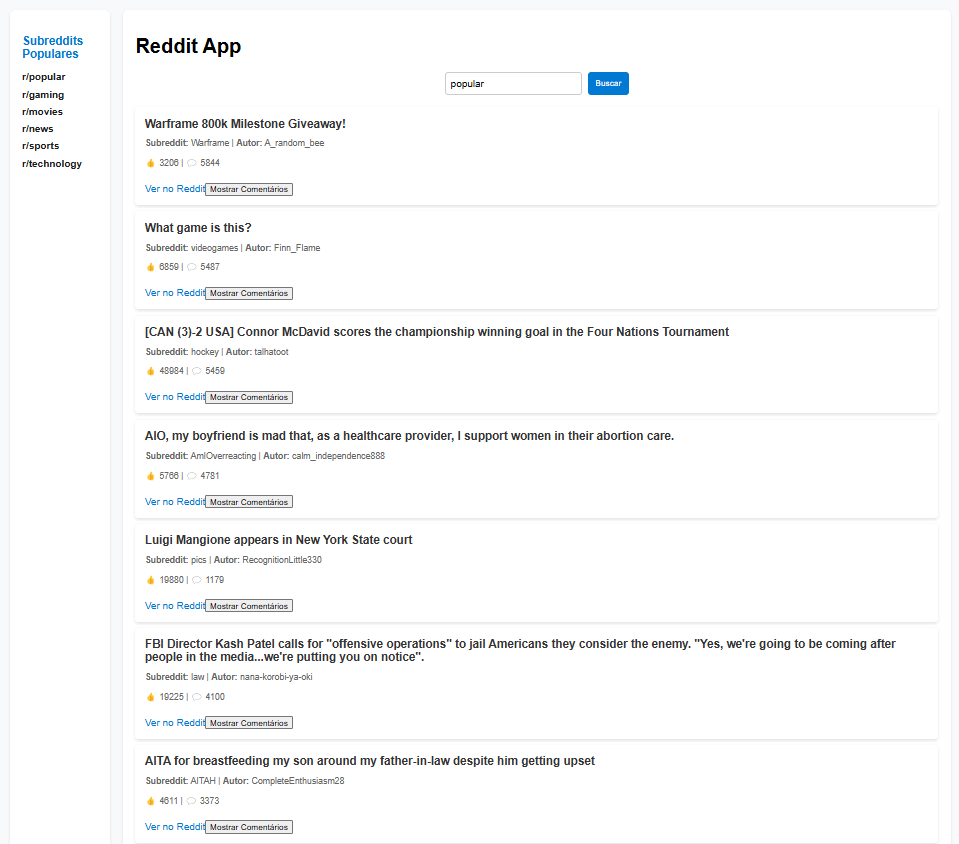 Subreddits
Populares
r/popular
r/gaming
r/movies
r/news
r/sports
r/technology
Reddit App
popular
Buscar
Warframe 800k Milestone Giveaway!
Subreddit: Warframe | Autor: A_random_bee
👍 3206 | 💬 5844
Ver no Reddit Mostrar Comentários
What game is this?
Subreddit: videogames | Autor: Finn_Flame
👍 6859 | 💬 5487
Ver no Reddit Mostrar Comentários
[CAN (3)-2 USA] Connor McDavid scores the championship winning goal in the Four Nations Tournament
Subreddit: hockey | Autor: talhatoot
👍 48984 | 💬 5459
Ver no Reddit Mostrar Comentários
AIO, my boyfriend is mad that, as a healthcare provider, I support women in their abortion care.
Subreddit: AmIOverreacting | Autor: calm_independence888
👍 5766 | 💬 4781
Ver no Reddit Mostrar Comentários
Luigi Mangione appears in New York State court
Subreddit: pics | Autor: RecognitionLittle330
👍 19880 | 💬 1179
Ver no Reddit Mostrar Comentários
FBI Director Kash Patel calls for "offensive operations" to jail Americans they consider the enemy. "Yes, we're going to be coming after
people in the media...we're putting you on notice".
Subreddit: law | Autor: nana-korobi-ya-oki
👍 19225 | 💬 4100
Ver no Reddit Mostrar Comentários
AITA for breastfeeding my son around my father-in-law despite him getting upset
Subreddit: AITAH | Autor: CompleteEnthusiasm28
👍 4611 | 💬 3373
Ver no Reddit Mostrar Comentários